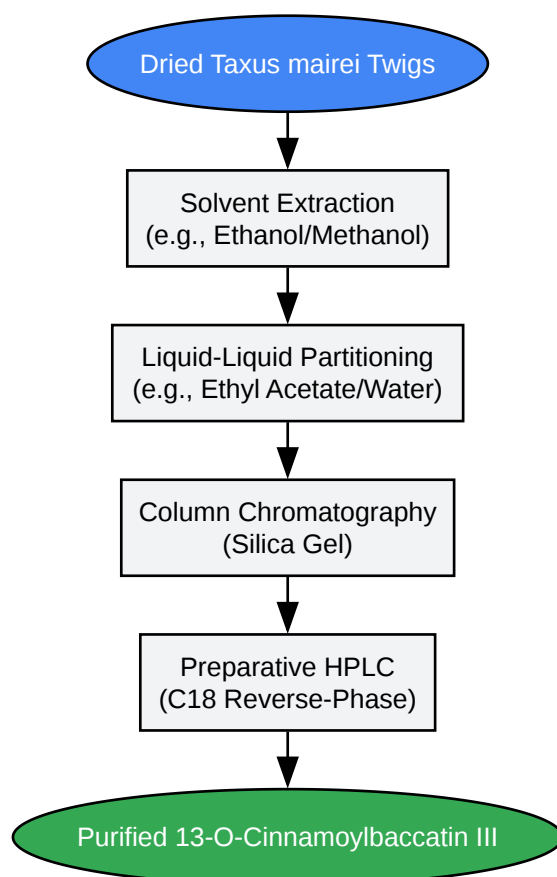 Dried Taxus mairei Twigs
Solvent Extraction
(e.g., Ethanol/Methanol)
Liquid-Liquid Partitioning
(e.g., Ethyl Acetate/Water)
Column Chromatography
(Silica Gel)
Preparative HPLC
(C18 Reverse-Phase)
Purified 13-O-Cinnamoylbaccatin III